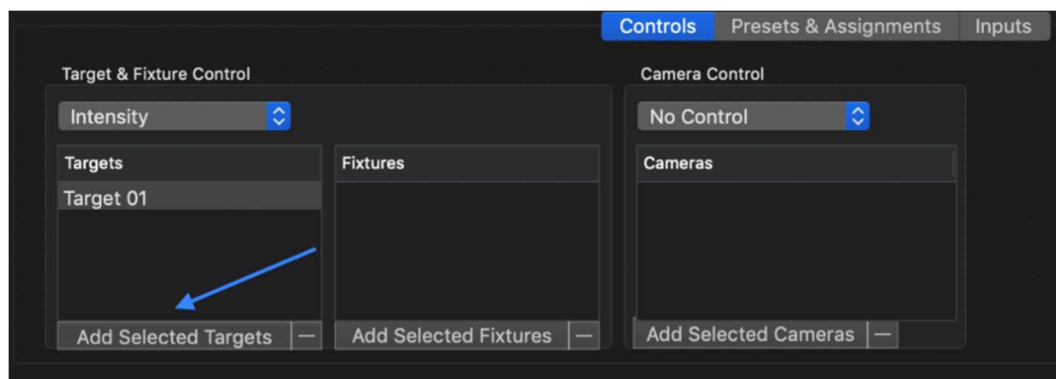 Controls Presets & Assignments Inputs
Target & Fixture Control Camera Control
Intensity No Control
Targets Fixtures Cameras
Target 01
Add Selected Targets — Add Selected Fixtures — Add Selected Cameras —